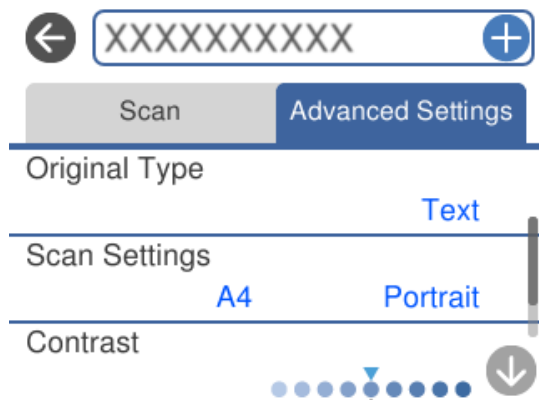 XXXXXXXXXX
Scan
Advanced Settings
Original Type
Text
Scan Settings
A4 Portrait
Contrast